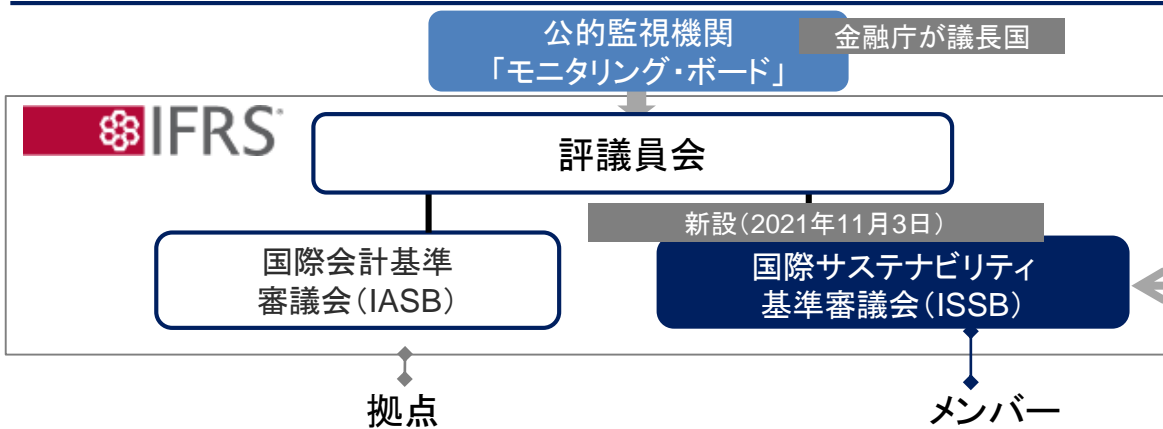 公的監視機関
「モニタリング・ボード」
金融庁が議長国
IFRS
評議員会
新設（2021年11月3日）
国際会計基準
審議会（IASB）
国際サステナビリティ
基準審議会（ISSB）
拠点
メンバー